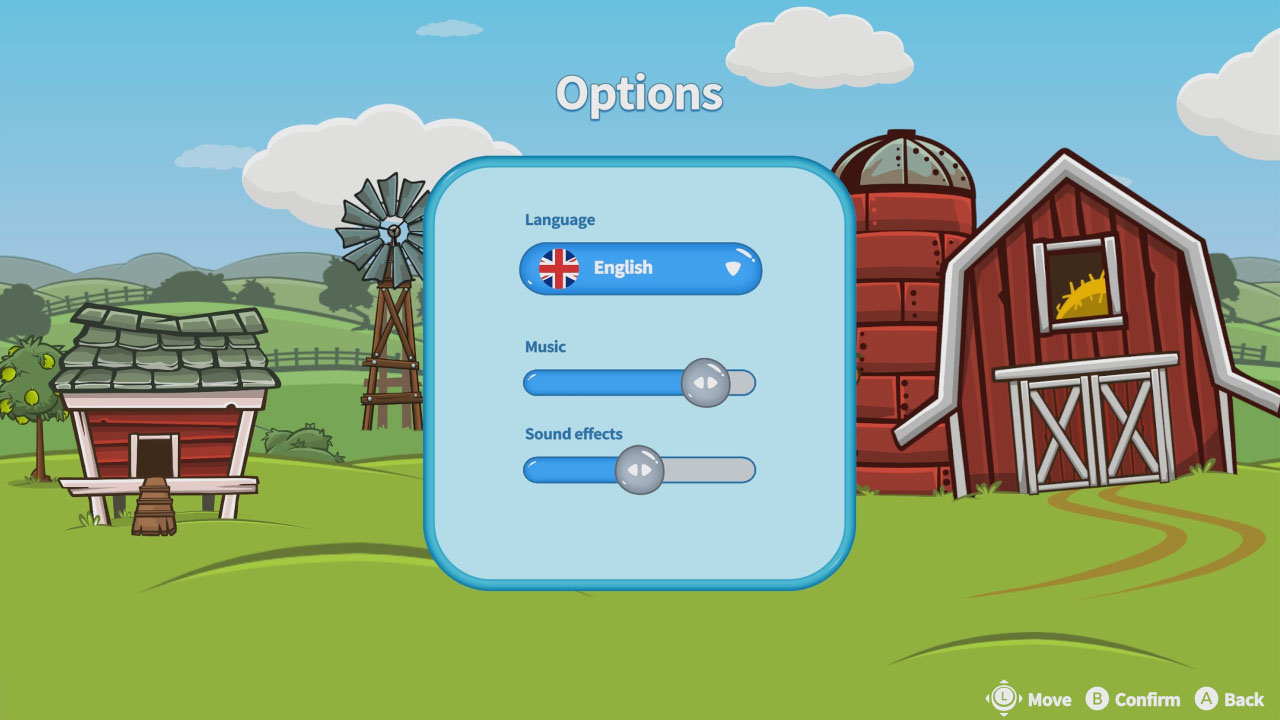 Options
Language
English
Music
Sound effects
L Move B Confirm A Back